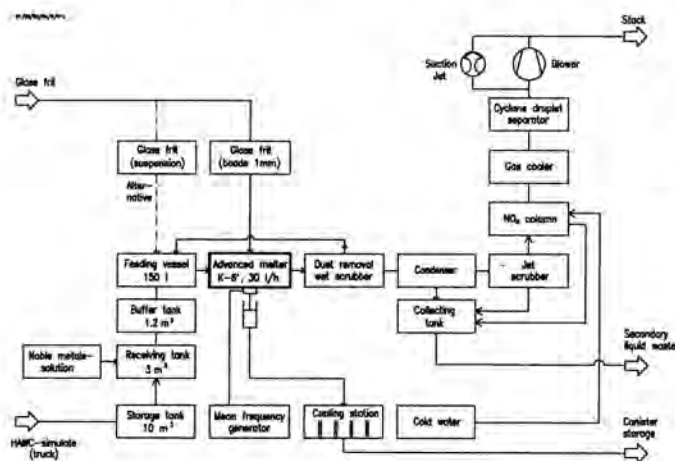 Stack
Suction
Jet
Blower
Glass frit
Cyclone droplet
separator
Glass frit
(suspension)
Glass frit
(beads 1mm)
Gas cooler
Alter-
native
NOx column
Feeding vessel
150 l
Advanced melter
K-6', 30 l/h
Dust removal
wet scrubber
Condenser
Jet scrubber
Buffer tank
1.2 m³
Collecting
tank
Noble metals-
solution
Receiving tank
3 m³
Secondary
liquid waste
Storage tank
10 m³
Mean frequency
generator
Cooling station
Cold water
HAWC-simulate
(truck)
Canister
storage